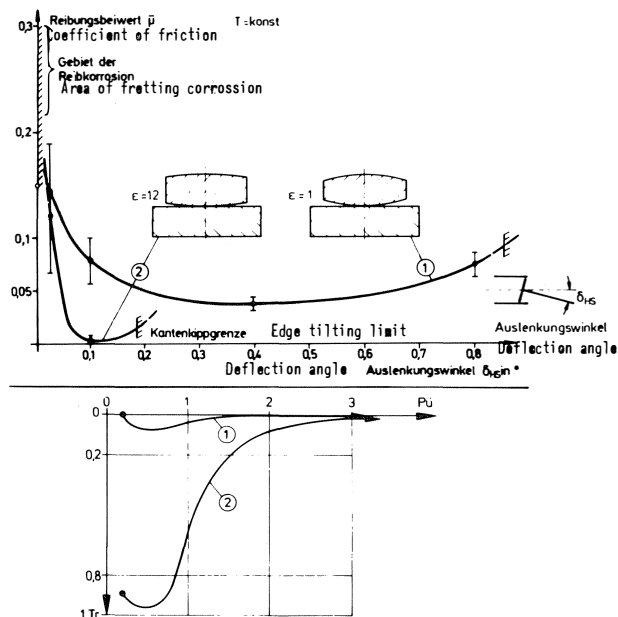 0,3
Reibungsbeiwert μ̄ T=konst
Coefficient of friction
Gebiet der
Reibkorrosion
Area of fretting corrossion
0,2
ε=12
ε=1
0,1
2
1
0,05
δHS
Kantenkippgrenze Edge tilting limit
Auslenkungswinkel
Deflection angle
0,1 0,2 0,3 0,4 0,5 0,6 0,7 0,8
Deflection angle Auslenkungswinkel δHS in °
0 1 2 3 Pü
0
1
0,2
2
0,8
1 Tr